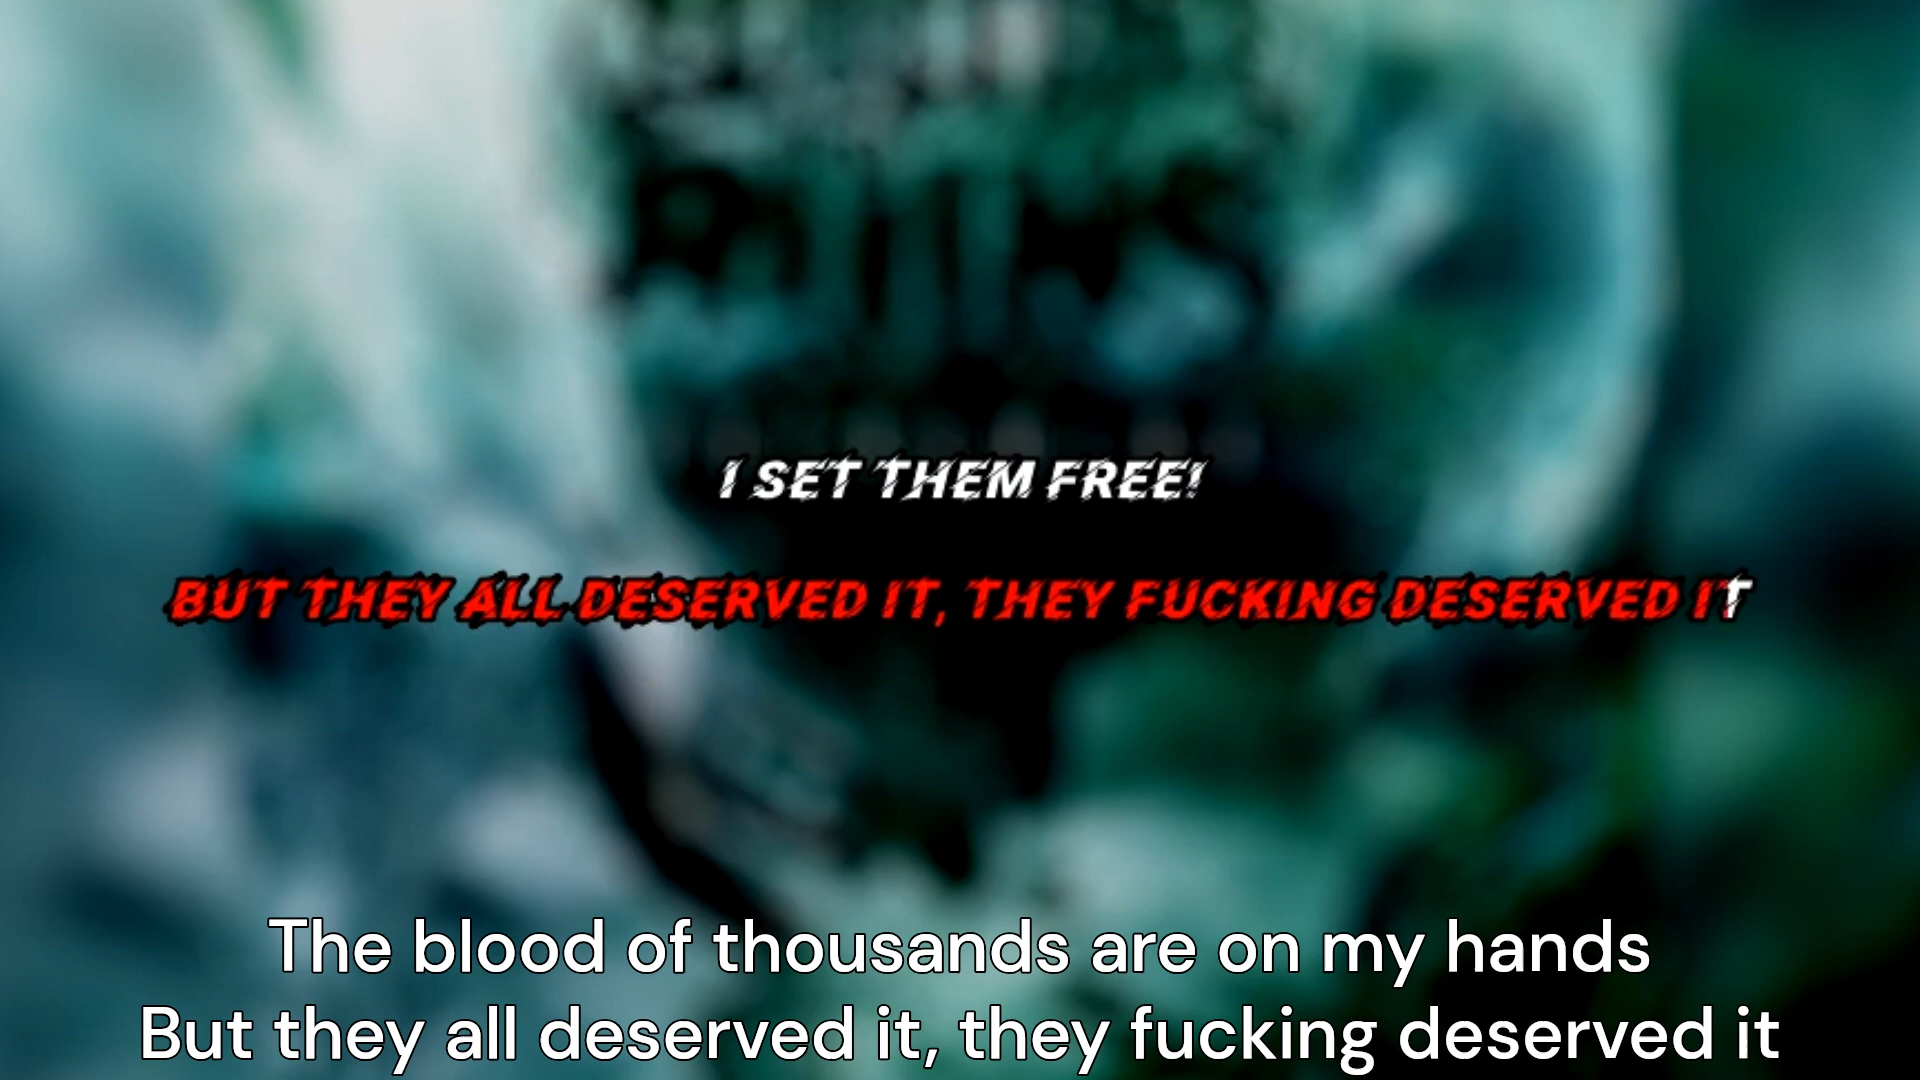 I SET THEM FREE!
BUT THEY ALL DESERVED IT, THEY FUCKING DESERVED IT
The blood of thousands are on my hands
But they all deserved it, they fucking deserved it